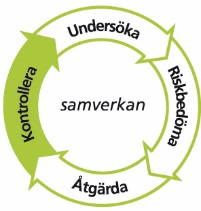 Undersöka
Riskbedöma
Åtgärda
Kontrollera
samverkan